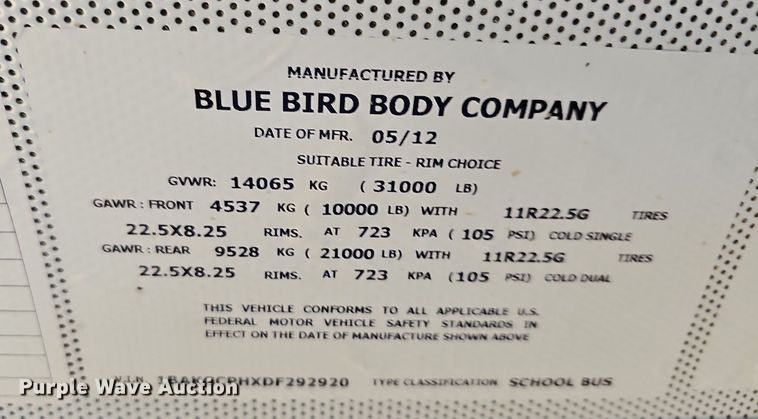 MANUFACTURED BY
BLUE BIRD BODY COMPANY
DATE OF MFR. 05/12
SUITABLE TIRE - RIM CHOICE
GVWR: 14065 KG ( 31000 LB)
GAWR : FRONT 4537 KG ( 10000 LB) WITH 11R22.5G TIRES
22.5X8.25 RIMS. AT 723 KPA ( 105 PSI) COLD SINGLE
GAWR : REAR 9528 KG ( 21000 LB) WITH 11R22.5G TIRES
22.5X8.25 RIMS. AT 723 KPA (105 PSI) COLD DUAL
THIS VEHICLE CONFORMS TO ALL APPLICABLE U.S.
FEDERAL MOTOR VEHICLE SAFETY STANDARDS IN
EFFECT ON THE DATE OF MANUFACTURE SHOWN ABOVE
TYPE CLASSIFICATION SCHOOL BUS
Purple Wave Auction